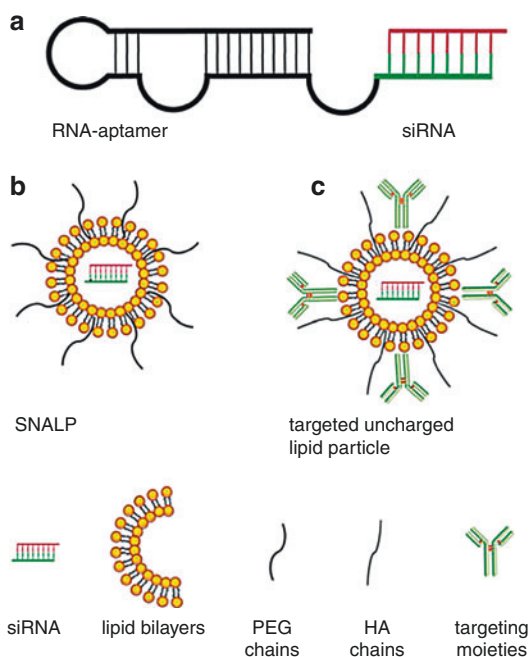 a
RNA-aptamer siRNA
b c
SNALP targeted uncharged
lipid particle
siRNA lipid bilayers PEG chains HA chains targeting moieties